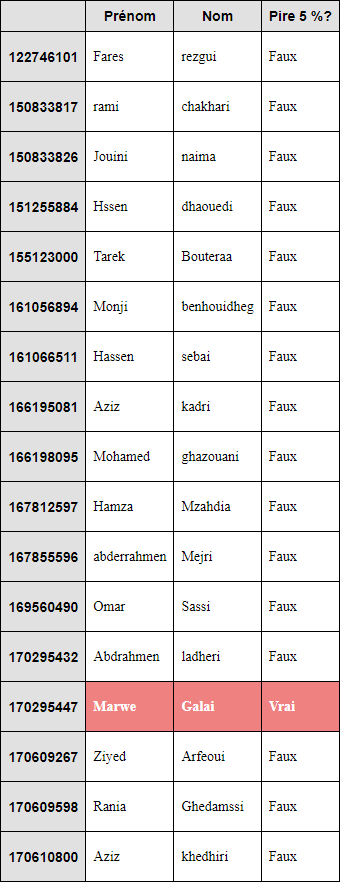 Prénom Nom Pire 5 %?
122746101 Fares rezgui Faux
150833817 rami chakhari Faux
150833826 Jouini naima Faux
151255884 Hssen dhaouedi Faux
155123000 Tarek Bouteraa Faux
161056894 Monji benhouidheg Faux
161066511 Hassen sebai Faux
166195081 Aziz kadri Faux
166198095 Mohamed ghazouani Faux
167812597 Hamza Mzahdia Faux
167855596 abderrahmen Mejri Faux
169560490 Omar Sassi Faux
170295432 Abdrahmen ladheri Faux
170295447 Marwe Galai Vrai
170609267 Ziyed Arfeoui Faux
170609598 Rania Ghedamssi Faux
170610800 Aziz khedhiri Faux